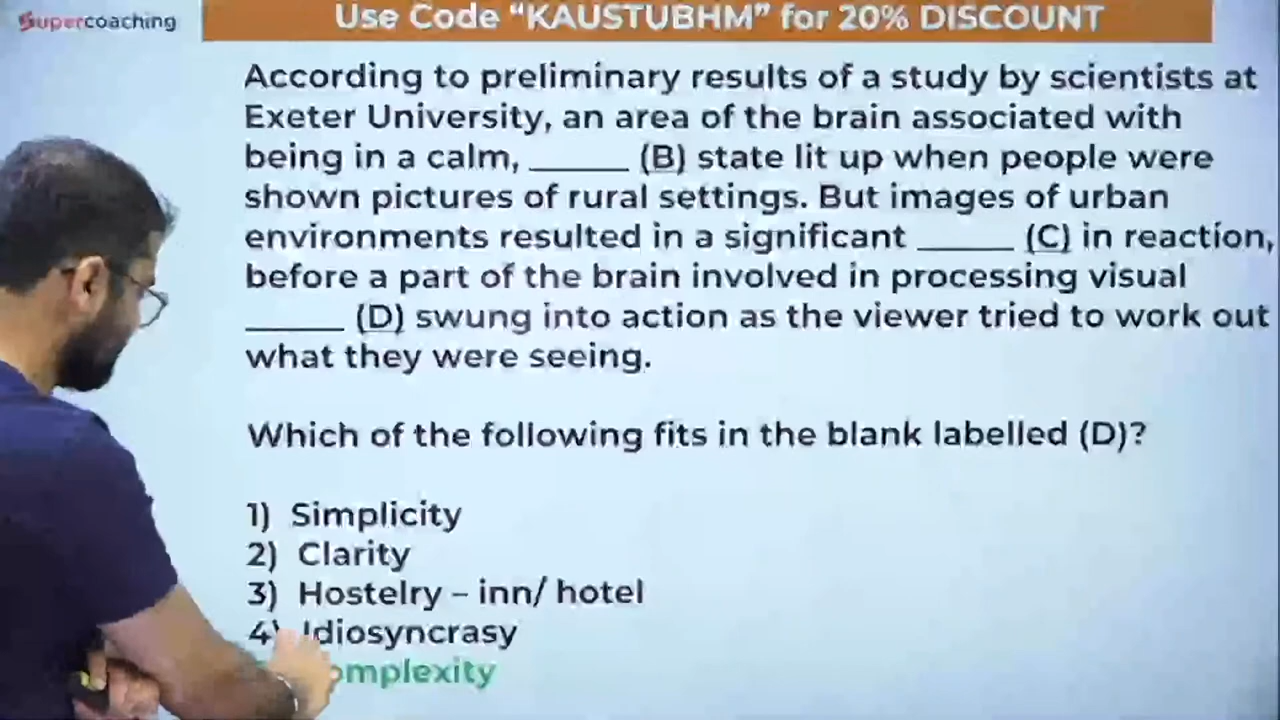 Supercoaching
Use Code “KAUSTUBHM” for 20% DISCOUNT
According to preliminary results of a study by scientists at
Exeter University, an area of the brain associated with
being in a calm, ______ (B) state lit up when people were
shown pictures of rural settings. But images of urban
environments resulted in a significant ______ (C) in reaction,
before a part of the brain involved in processing visual
______ (D) swung into action as the viewer tried to work out
what they were seeing.
Which of the following fits in the blank labelled (D)?
1) Simplicity
2) Clarity
3) Hostelry – inn/ hotel
4) Idiosyncrasy
omplexity